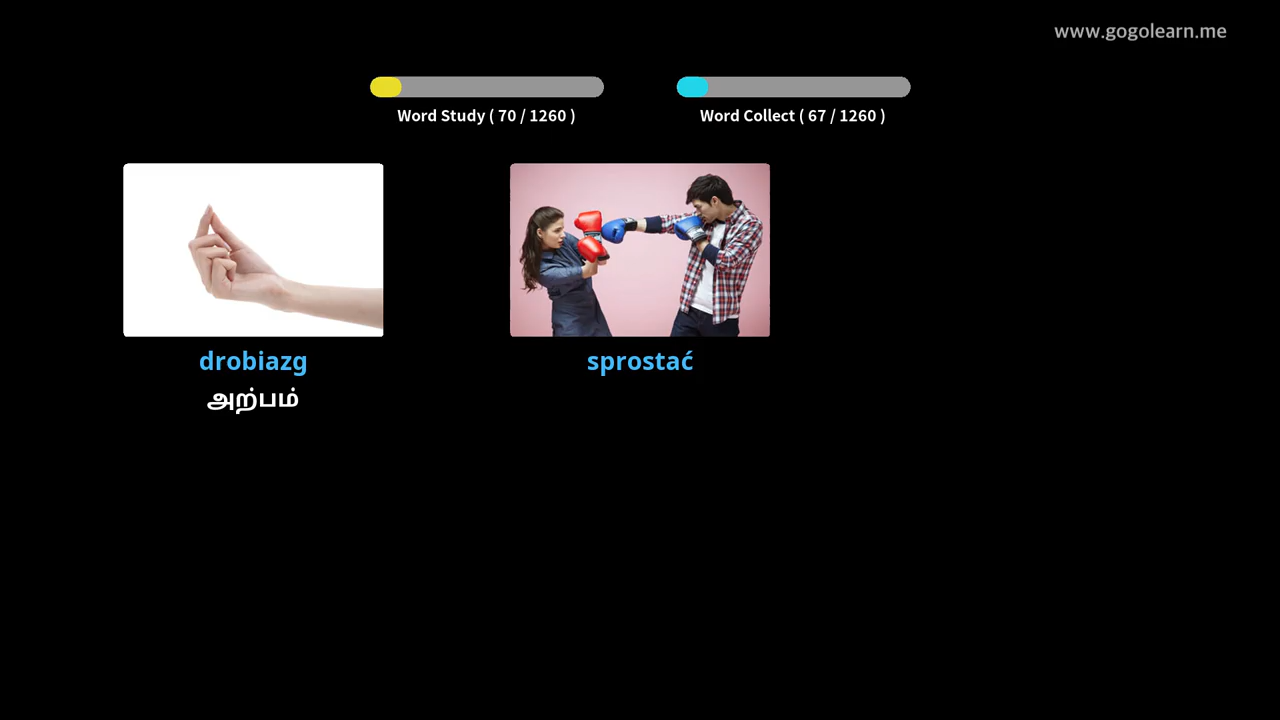 www.gogolearn.me
Word Study ( 70 / 1260 )
Word Collect ( 67 / 1260 )
drobiazg
அற்பம்
sprostać